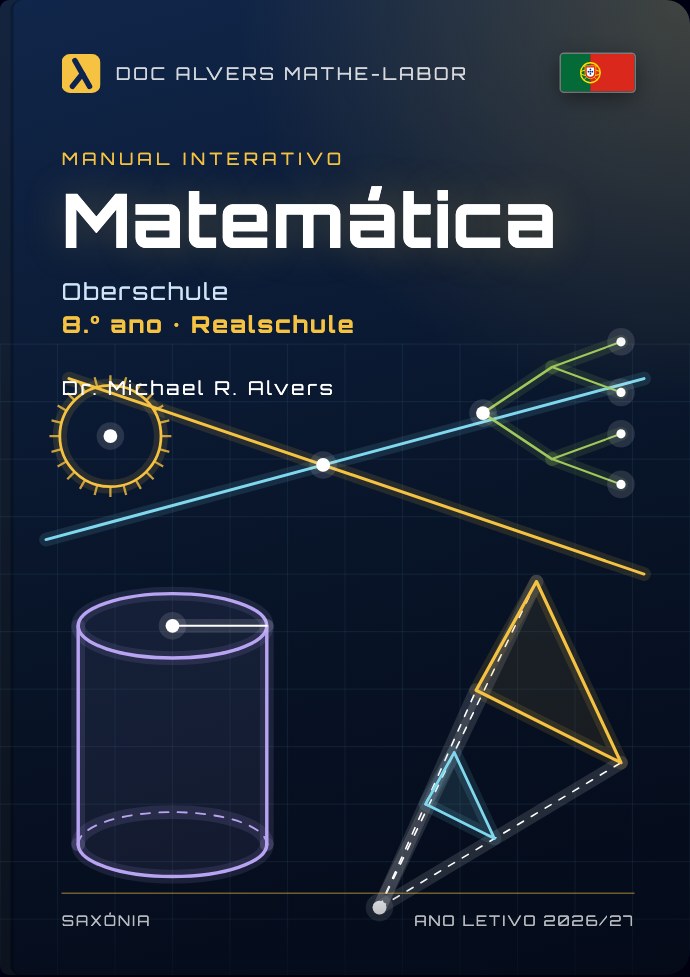 λ DOC ALVERS MATHE-LABOR
MANUAL INTERATIVO
Matemática
Oberschule
8.º ano · Realschule
Dr. Michael R. Alvers
SAXÓNIA
ANO LETIVO 2026/27